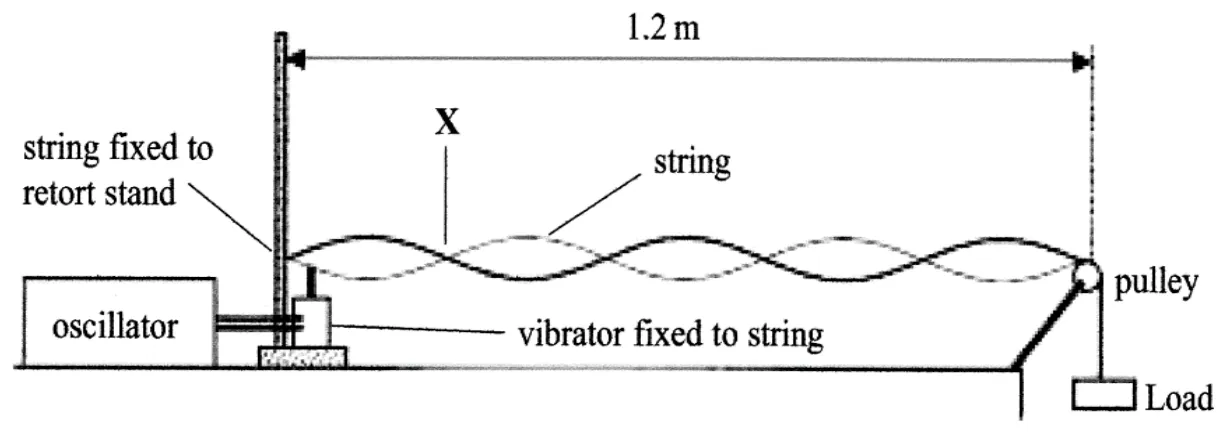 1.2 m
X
string fixed to
retort stand
string
oscillator
vibrator fixed to string
pulley
Load